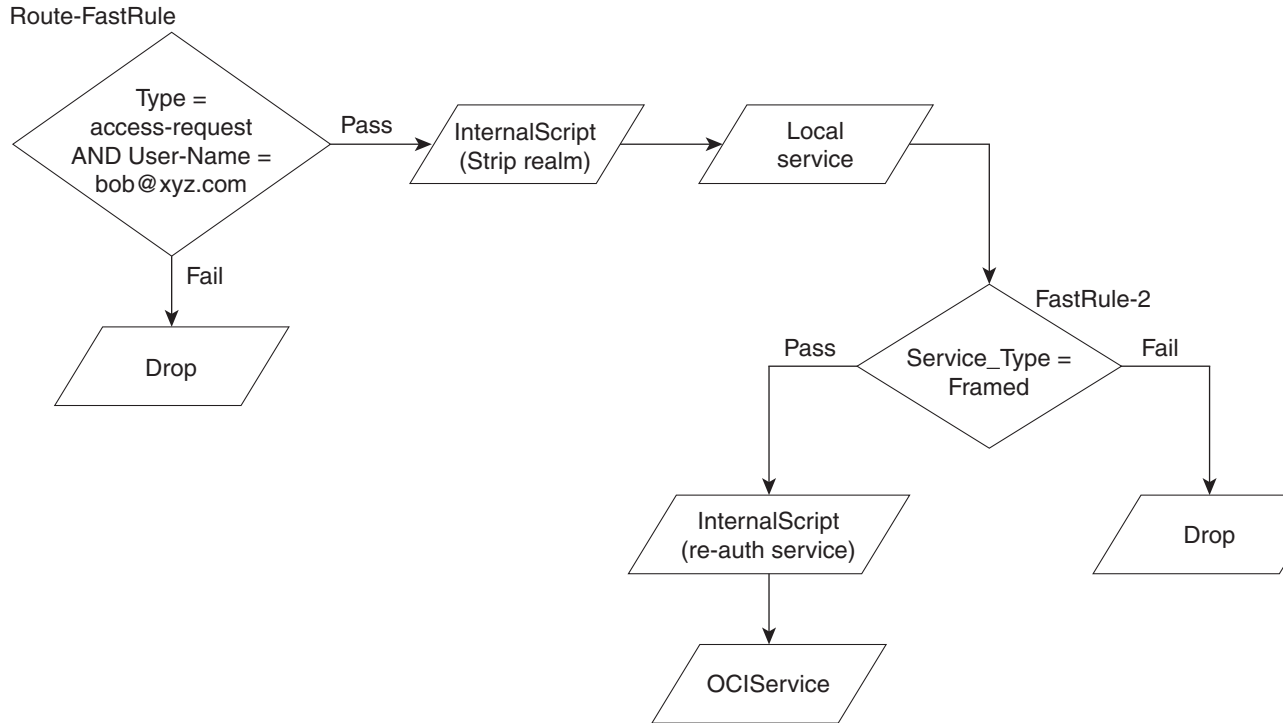 Route-FastRule
Type =
access-request
AND User-Name =
bob@xyz.com
Pass
InternalScript
(Strip realm)
Local
service
Fail
Drop
FastRule-2
Service_Type =
Framed
Pass
Fail
InternalScript
(re-auth service)
Drop
OCIService